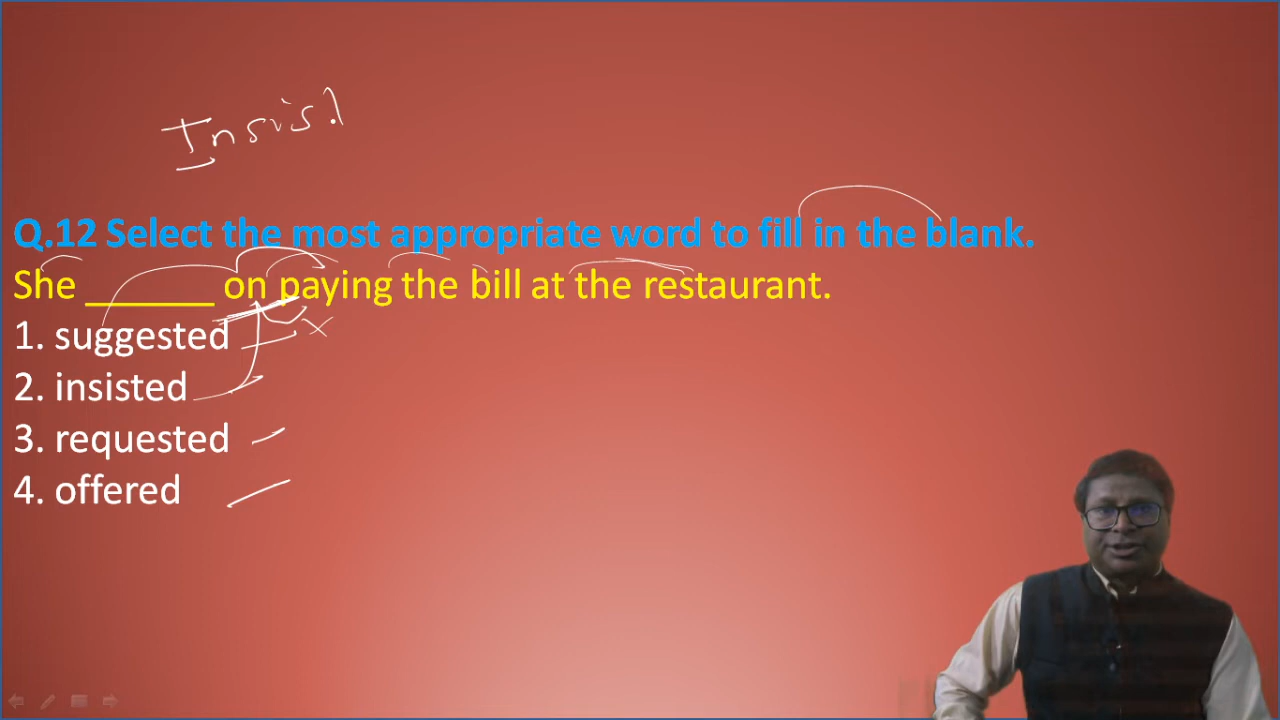 Insist
Q.12 Select the most appropriate word to fill in the blank.
She ______ on paying the bill at the restaurant.
1. suggested
2. insisted
3. requested
4. offered